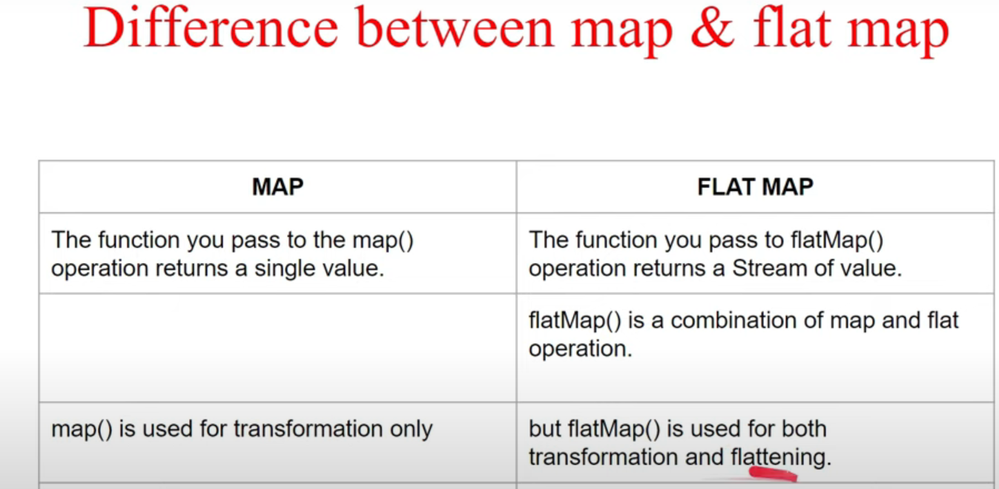 Difference between map & flat map
MAP
FLAT MAP
The function you pass to the map()
operation returns a single value.
The function you pass to flatMap()
operation returns a Stream of value.
flatMap() is a combination of map and flat
operation.
map() is used for transformation only
but flatMap() is used for both
transformation and flattening.